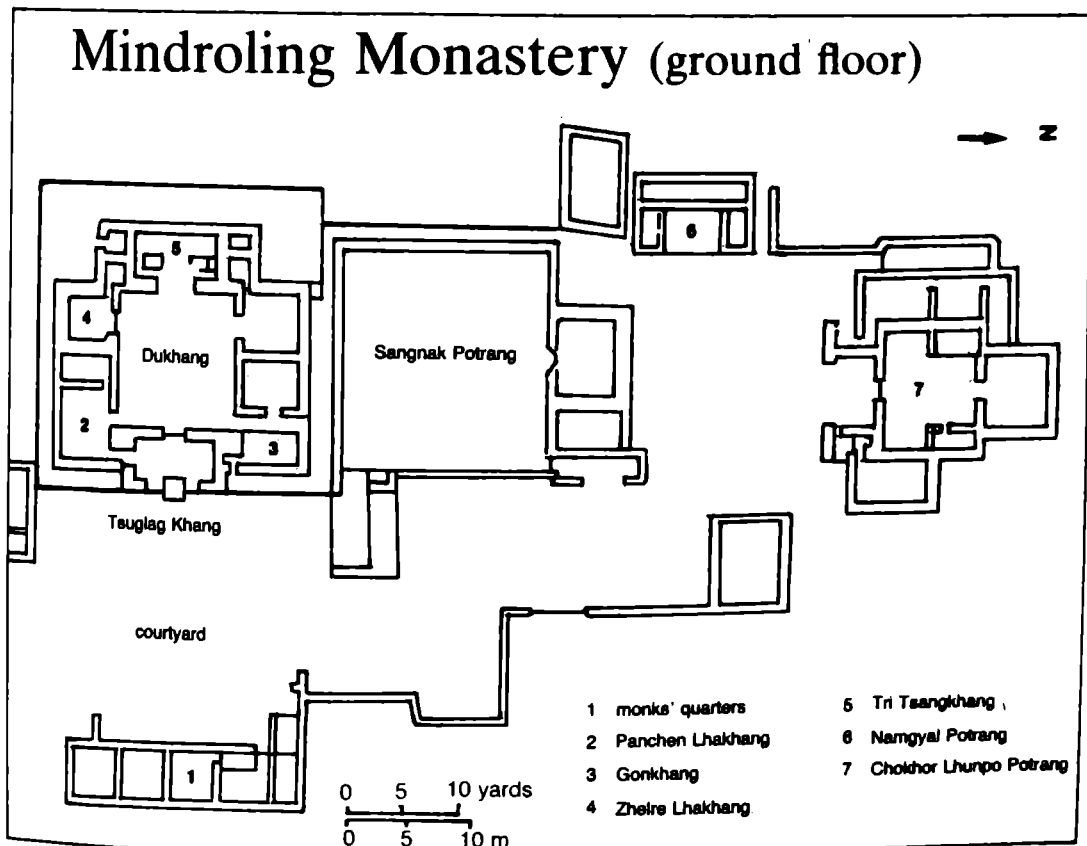 Mindroling Monastery (ground floor)
N
5
6
4
Dukhang
Sangnak Potrang
7
2
3
Tsuglag Khang
courtyard
1
1 monks' quarters
2 Panchen Lhakhang
3 Gonkhang
4 Zhelre Lhakhang
5 Tri Tsangkhang
6 Namgyal Potrang
7 Chokhor Lhunpo Potrang
0 5 10 yards
0 5 10 m